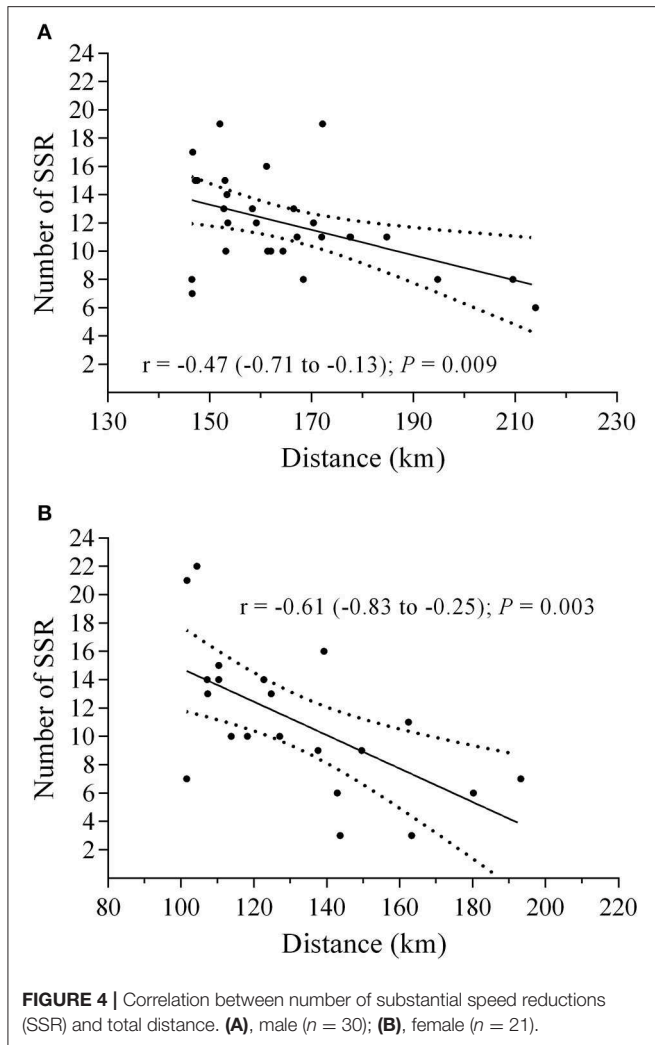 A
24
22
20
18
16
14
12
10
8
6
4
2
Number of SSR
r = -0.47 (-0.71 to -0.13); P = 0.009
130 150 170 190 210 230
Distance (km)
B
24
22
20
18
16
14
12
10
8
6
4
2
Number of SSR
r = -0.61 (-0.83 to -0.25); P = 0.003
80 100 120 140 160 180 200 220
Distance (km)
FIGURE 4 | Correlation between number of substantial speed reductions
(SSR) and total distance. (A), male (n = 30); (B), female (n = 21).